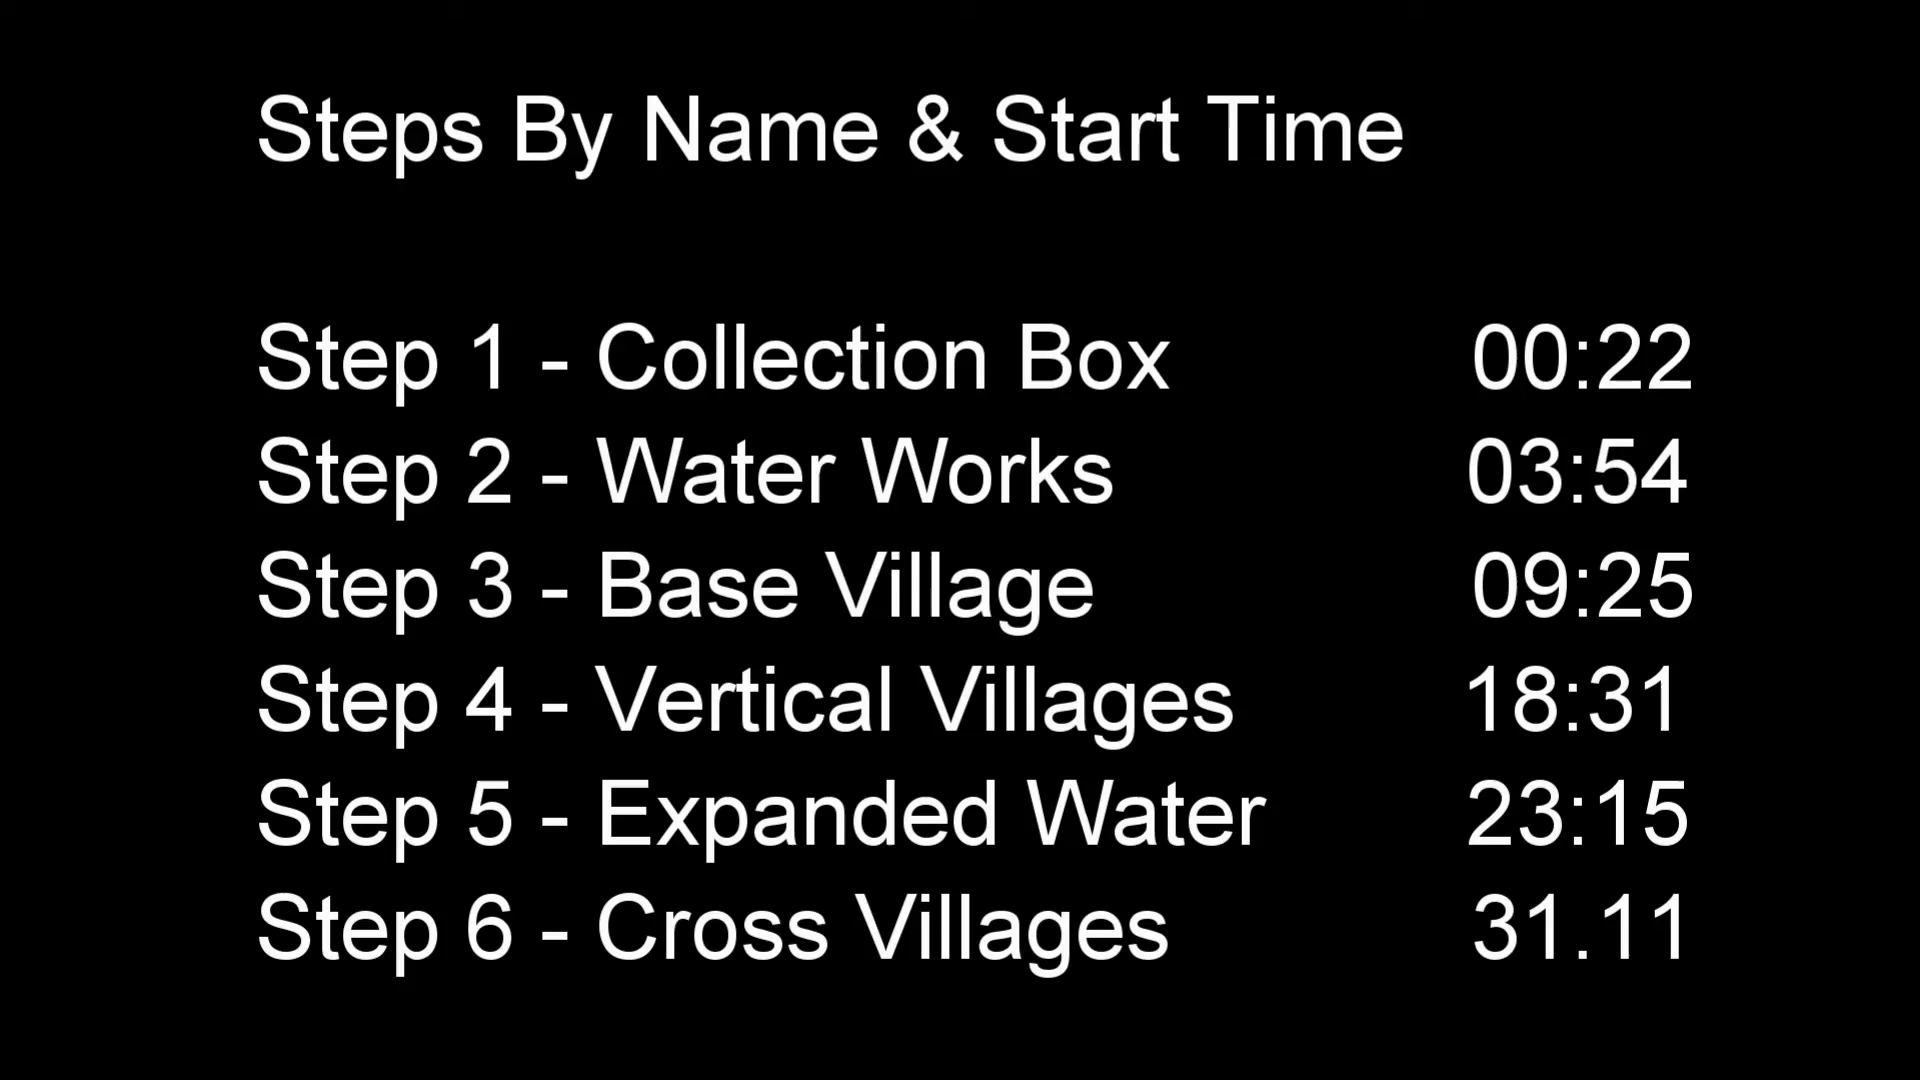 Steps By Name & Start Time
Step 1 - Collection Box 00:22
Step 2 - Water Works 03:54
Step 3 - Base Village 09:25
Step 4 - Vertical Villages 18:31
Step 5 - Expanded Water 23:15
Step 6 - Cross Villages 31.11